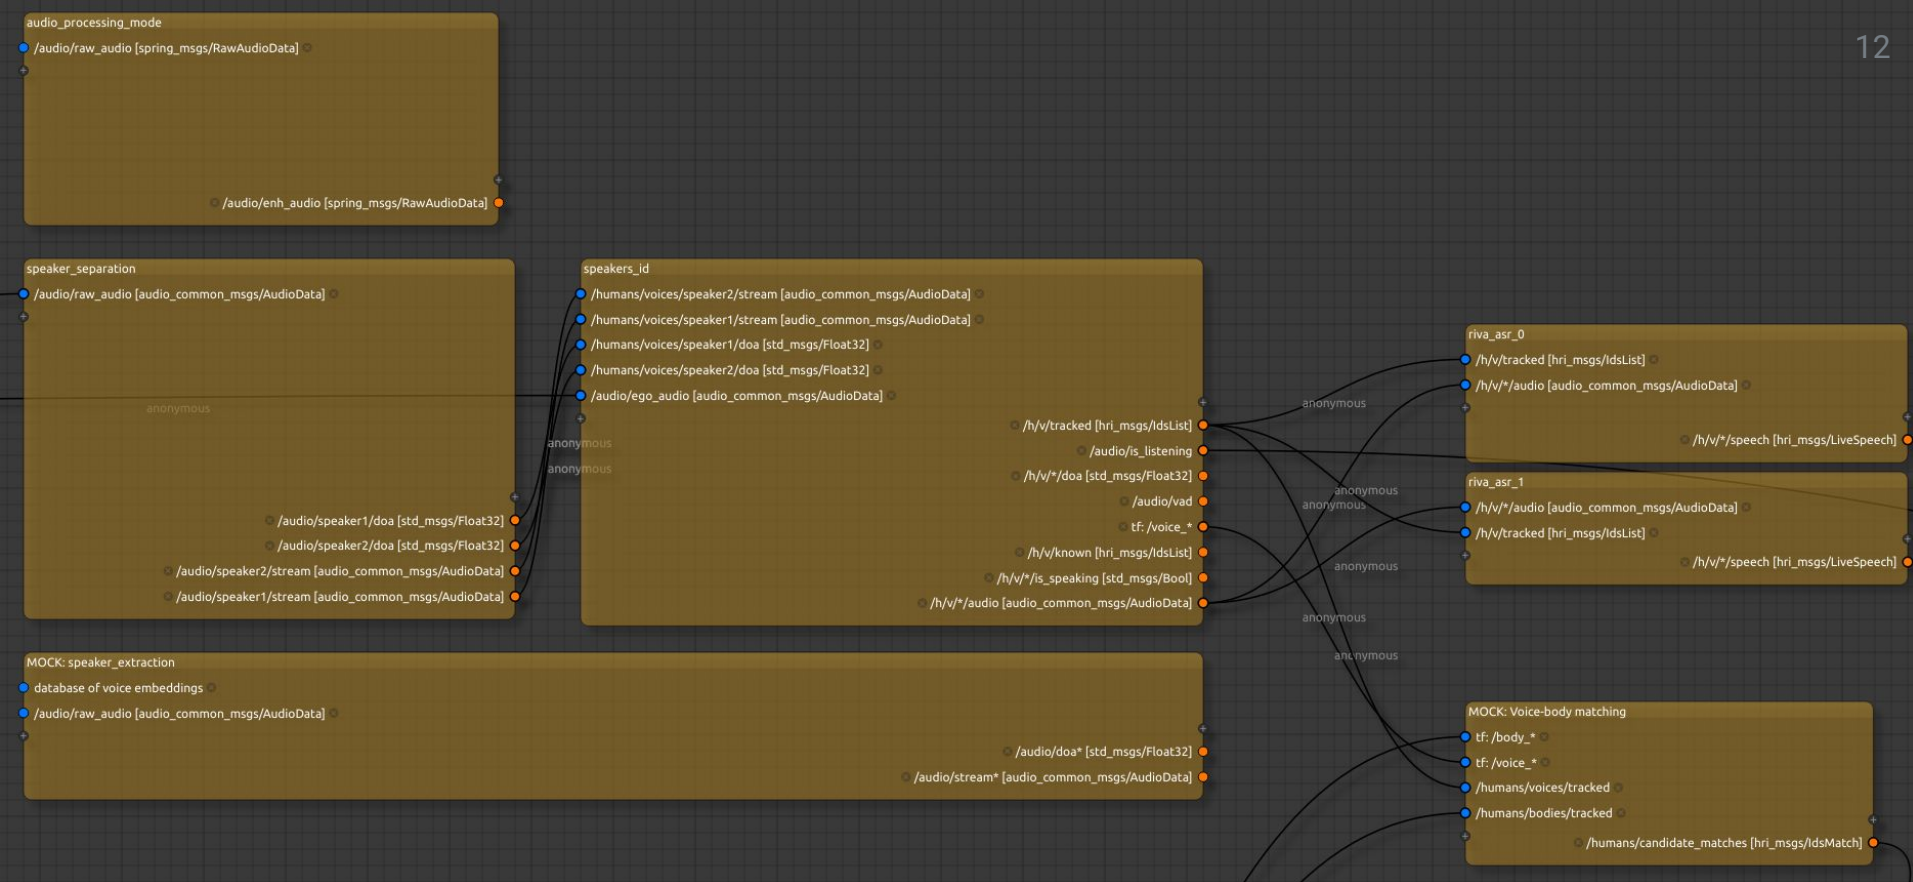 audio_processing_mode
/audio/raw_audio [spring_msgs/RawAudioData]
/audio/enh_audio [spring_msgs/RawAudioData]
12
speaker_separation
/audio/raw_audio [audio_common_msgs/AudioData]
anonymous
/audio/speaker1/doa [std_msgs/Float32]
/audio/speaker2/doa [std_msgs/Float32]
/audio/speaker2/stream [audio_common_msgs/AudioData]
/audio/speaker1/stream [audio_common_msgs/AudioData]
anonymous
anonymous
speakers_id
/humans/voices/speaker2/stream [audio_common_msgs/AudioData]
/humans/voices/speaker1/stream [audio_common_msgs/AudioData]
/humans/voices/speaker1/doa [std_msgs/Float32]
/humans/voices/speaker2/doa [std_msgs/Float32]
/audio/ego_audio [audio_common_msgs/AudioData]
/h/v/tracked [hri_msgs/IdsList]
/audio/is_listening
/h/v/*/doa [std_msgs/Float32]
/audio/vad
tf: /voice_*
/h/v/known [hri_msgs/IdsList]
/h/v/*/is_speaking [std_msgs/Bool]
/h/v/*/audio [audio_common_msgs/AudioData]
anonymous
anonymous
anonymous
anonymous
anonymous
anonymous
riva_asr_0
/h/v/tracked [hri_msgs/IdsList]
/h/v/*/audio [audio_common_msgs/AudioData]
/h/v/*/speech [hri_msgs/LiveSpeech]
riva_asr_1
/h/v/*/audio [audio_common_msgs/AudioData]
/h/v/tracked [hri_msgs/IdsList]
/h/v/*/speech [hri_msgs/LiveSpeech]
MOCK: speaker_extraction
database of voice embeddings
/audio/raw_audio [audio_common_msgs/AudioData]
/audio/doa* [std_msgs/Float32]
/audio/stream* [audio_common_msgs/AudioData]
MOCK: Voice-body matching
tf: /body_*
tf: /voice_*
/humans/voices/tracked
/humans/bodies/tracked
/humans/candidate_matches [hri_msgs/IdsMatch]